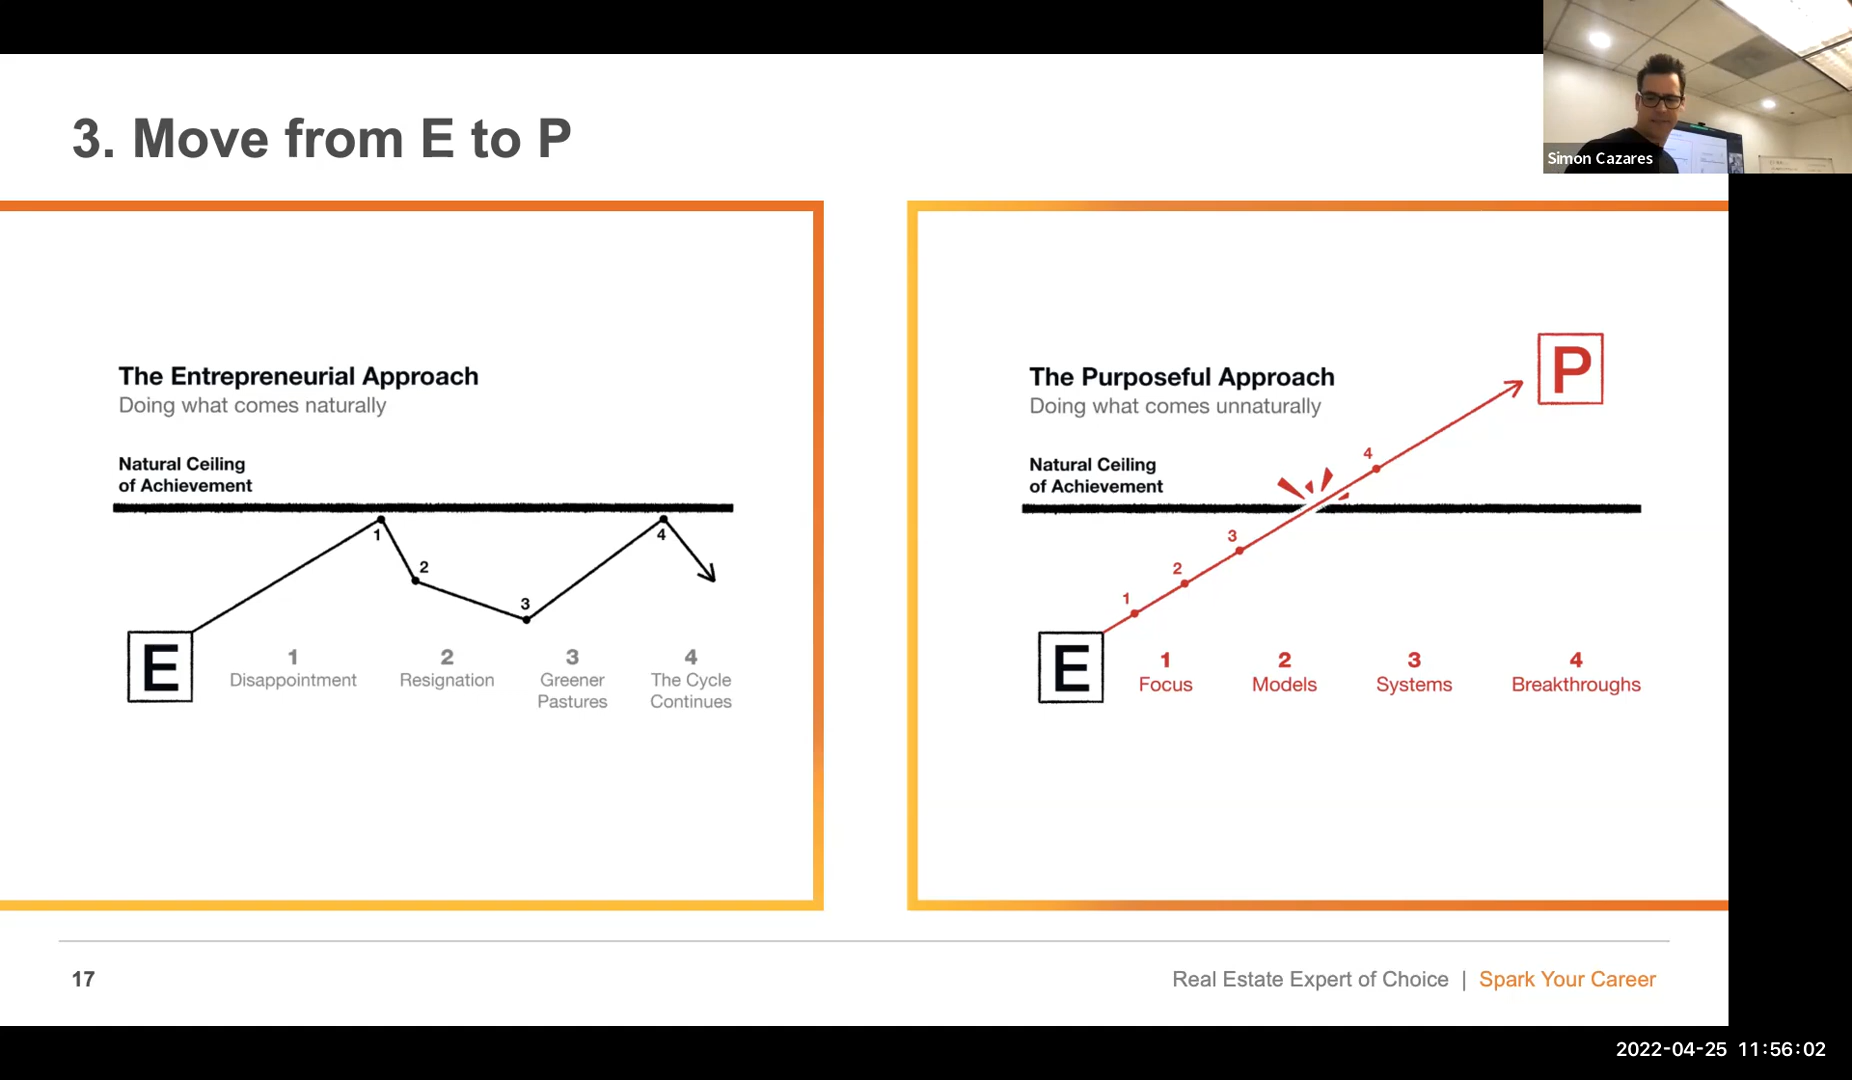 3. Move from E to P
Simon Cazares
The Entrepreneurial Approach
Doing what comes naturally
Natural Ceiling
of Achievement
1
2
3
4
E
1
Disappointment
2
Resignation
3
Greener
Pastures
4
The Cycle
Continues
The Purposeful Approach
Doing what comes unnaturally
P
Natural Ceiling
of Achievement
4
3
2
1
E
1
Focus
2
Models
3
Systems
4
Breakthroughs
17
Real Estate Expert of Choice | Spark Your Career
2022-04-25 11:56:02